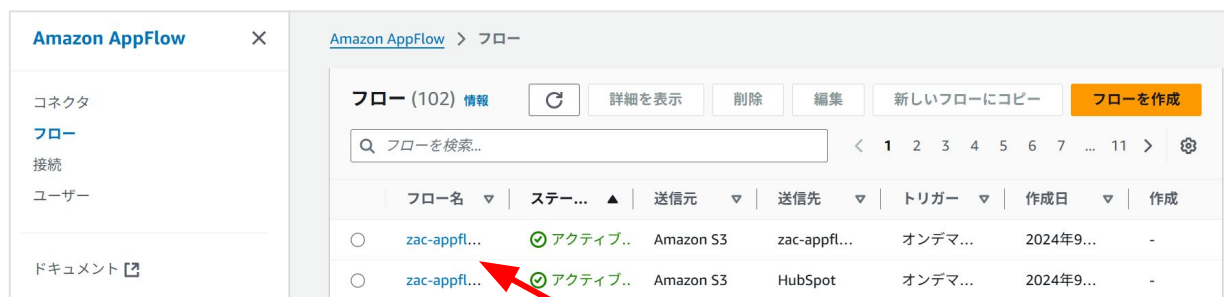 Amazon AppFlow
コネクタ
フロー
接続
ユーザー
ドキュメント
Amazon AppFlow > フロー
フロー (102) 情報 詳細を表示 削除 編集 新しいフローにコピー フローを作成
フローを検索...
1 2 3 4 5 6 7 ... 11
フロー名 ステー... 送信元 送信先 トリガー 作成日 作成
zac-appfl... アクティブ.. Amazon S3 zac-appfl... オンデマ... 2024年9... -
zac-appfl... アクティブ.. Amazon S3 HubSpot オンデマ... 2024年9... -